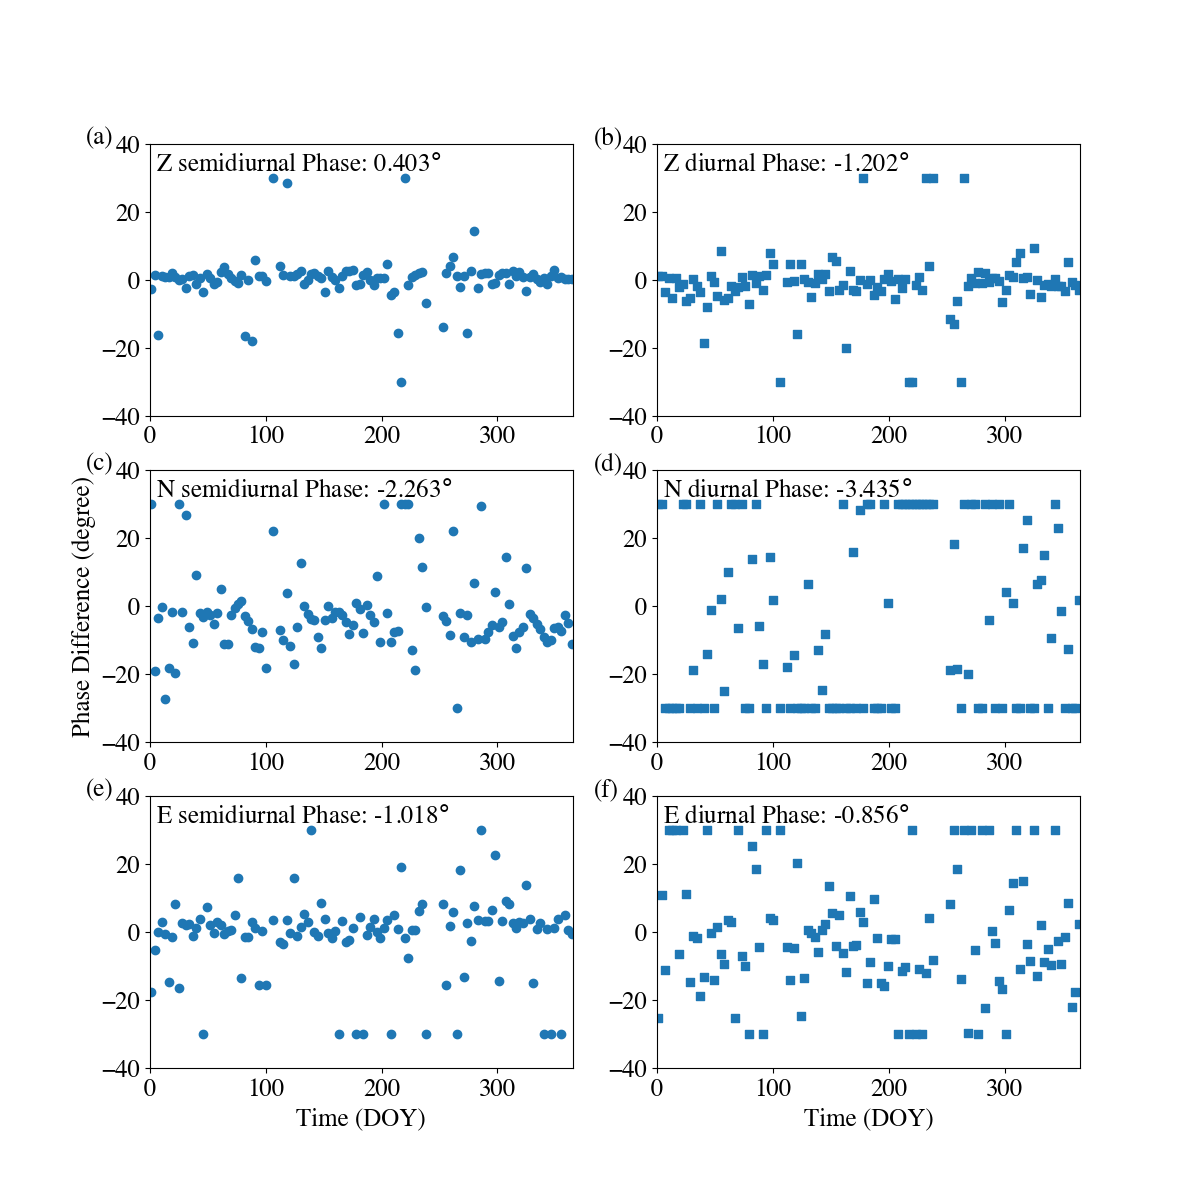 (a)
Z semidiurnal Phase: 0.403°
40
20
0
−20
−40
0 100 200 300
(b)
Z diurnal Phase: -1.202°
40
20
0
−20
−40
0 100 200 300
Phase Difference (degree)
(c)
N semidiurnal Phase: -2.263°
40
20
0
−20
−40
0 100 200 300
(d)
N diurnal Phase: -3.435°
40
20
0
−20
−40
0 100 200 300
(e)
E semidiurnal Phase: -1.018°
40
20
0
−20
−40
0 100 200 300
Time (DOY)
(f)
E diurnal Phase: -0.856°
40
20
0
−20
−40
0 100 200 300
Time (DOY)